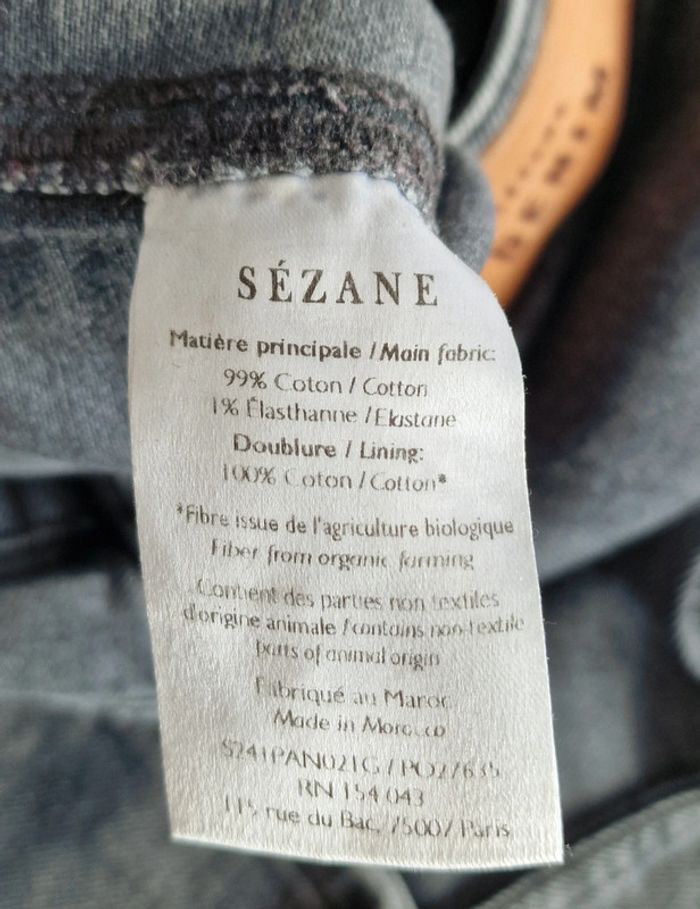 SÉZANE
Matière principale / Main fabric:
99% Coton / Cotton
1% Élasthanne / Elastane
Doublure / Lining:
100% Coton / Cotton*
*Fibre issue de l'agriculture biologique
Fiber from organic farming
Contient des parties non textiles
d'origine animale / contains non-textile
parts of animal origin
Fabriqué au Maroc
Made in Morocco
RN 154 043
115 rue du Bac, 75007 Paris
DENIM